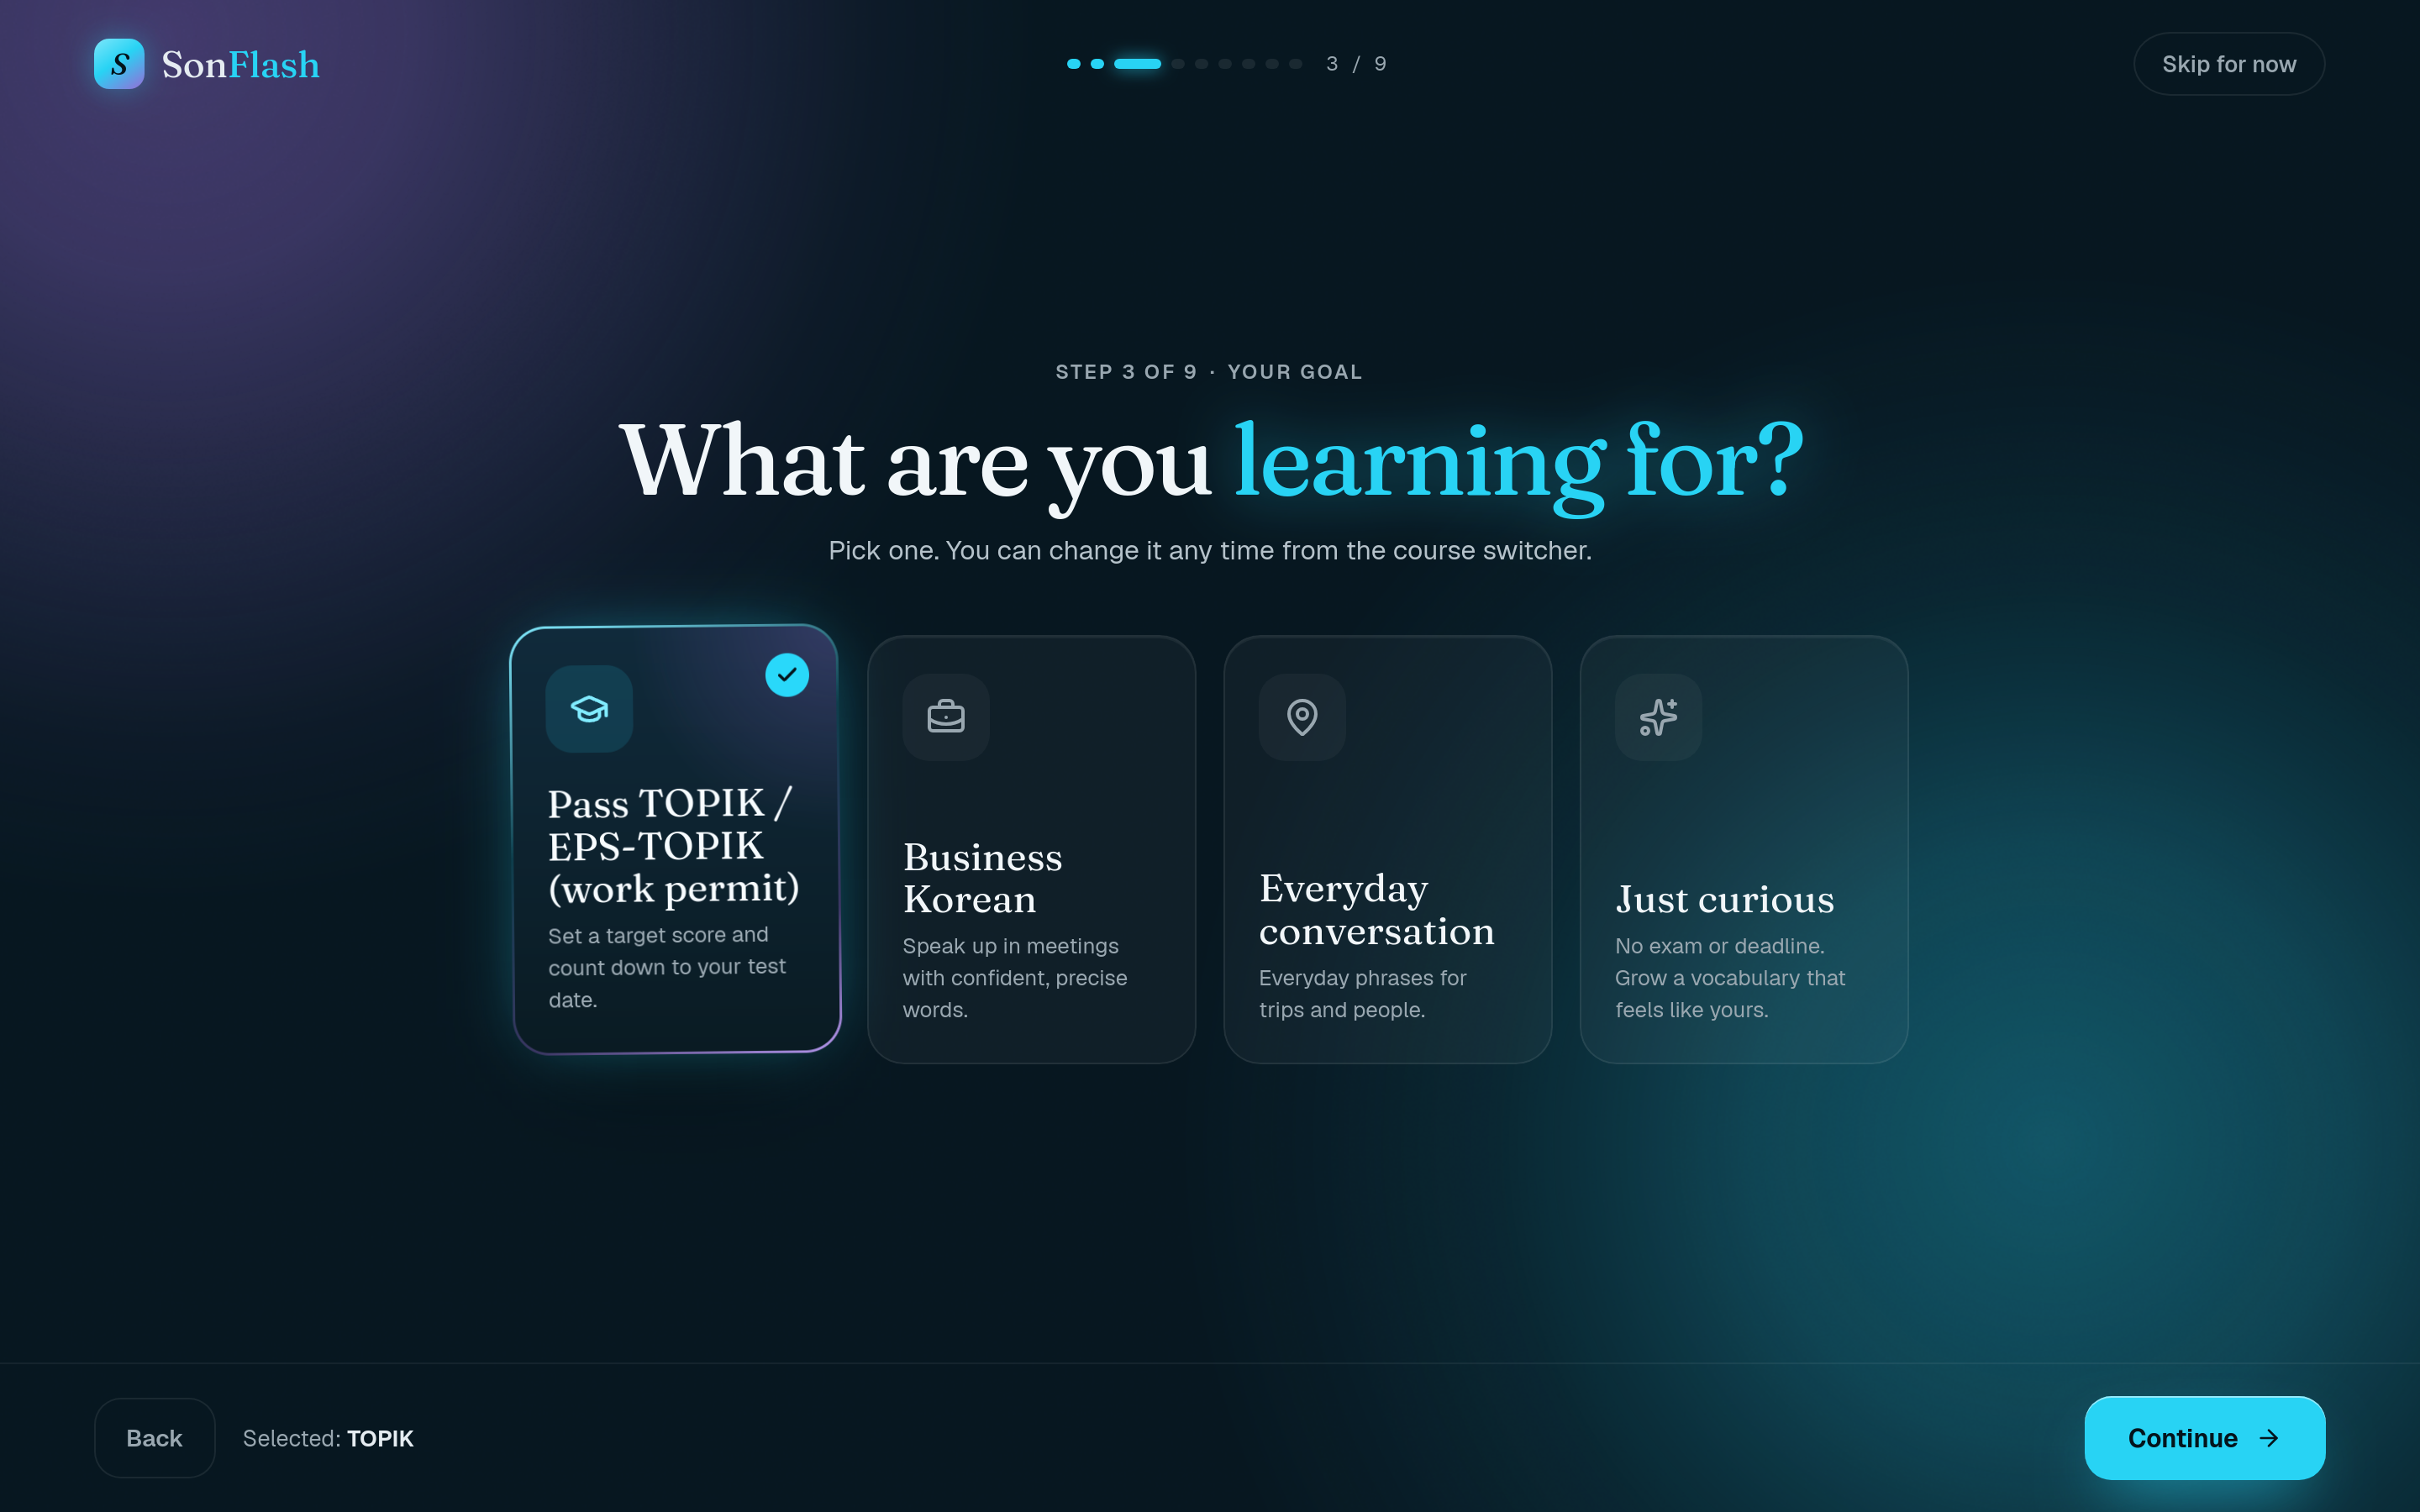 S SonFlash
3 / 9
Skip for now
STEP 3 OF 9 · YOUR GOAL
What are you learning for?
Pick one. You can change it any time from the course switcher.
Pass TOPIK /
EPS-TOPIK
(work permit)
Set a target score and
count down to your test
date.
Business
Korean
Speak up in meetings
with confident, precise
words.
Everyday
conversation
Everyday phrases for
trips and people.
Just curious
No exam or deadline.
Grow a vocabulary that
feels like yours.
Back
Selected: TOPIK
Continue